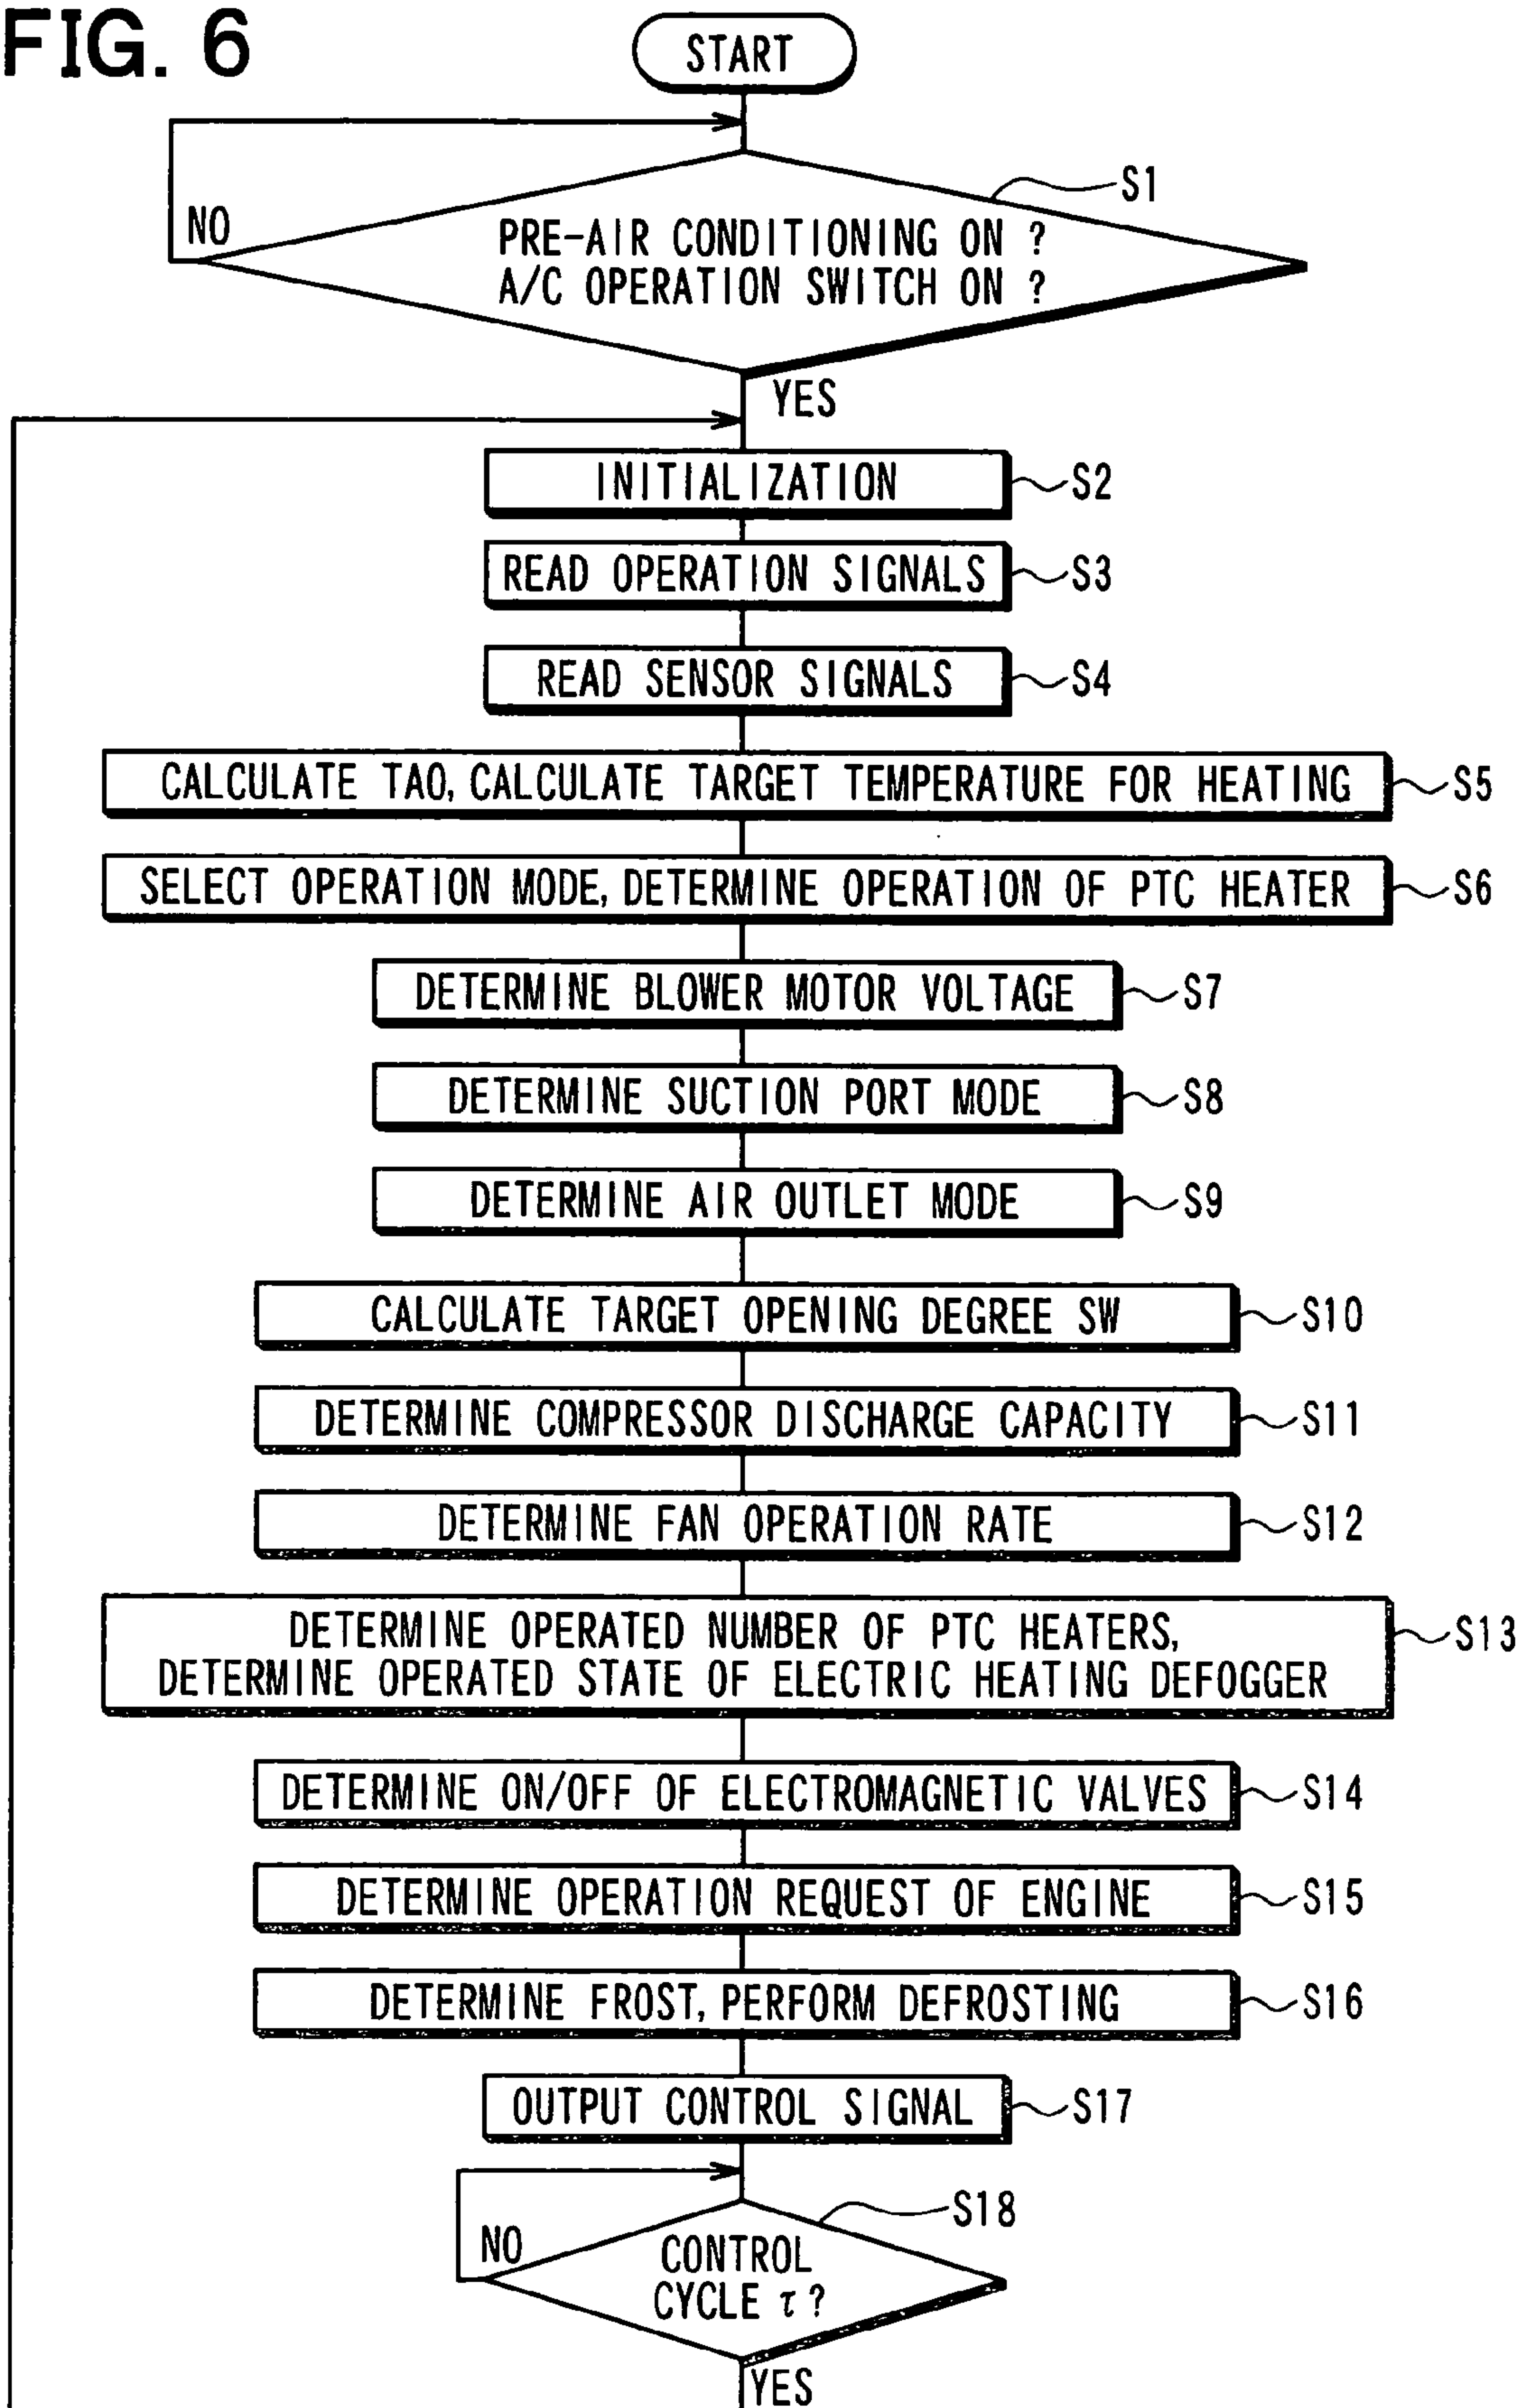 FIG. 6
START
S1
NO
PRE-AIR CONDITIONING ON ?
A/C OPERATION SWITCH ON ?
YES
INITIALIZATION
S2
READ OPERATION SIGNALS
S3
READ SENSOR SIGNALS
S4
CALCULATE TAO, CALCULATE TARGET TEMPERATURE FOR HEATING
S5
SELECT OPERATION MODE, DETERMINE OPERATION OF PTC HEATER
S6
DETERMINE BLOWER MOTOR VOLTAGE
S7
DETERMINE SUCTION PORT MODE
S8
DETERMINE AIR OUTLET MODE
S9
CALCULATE TARGET OPENING DEGREE SW
S10
DETERMINE COMPRESSOR DISCHARGE CAPACITY
S11
DETERMINE FAN OPERATION RATE
S12
DETERMINE OPERATED NUMBER OF PTC HEATERS,
DETERMINE OPERATED STATE OF ELECTRIC HEATING DEFOGGER
S13
DETERMINE ON/OFF OF ELECTROMAGNETIC VALVES
S14
DETERMINE OPERATION REQUEST OF ENGINE
S15
DETERMINE FROST, PERFORM DEFROSTING
S16
OUTPUT CONTROL SIGNAL
S17
S18
NO
CONTROL
CYCLE τ ?
YES